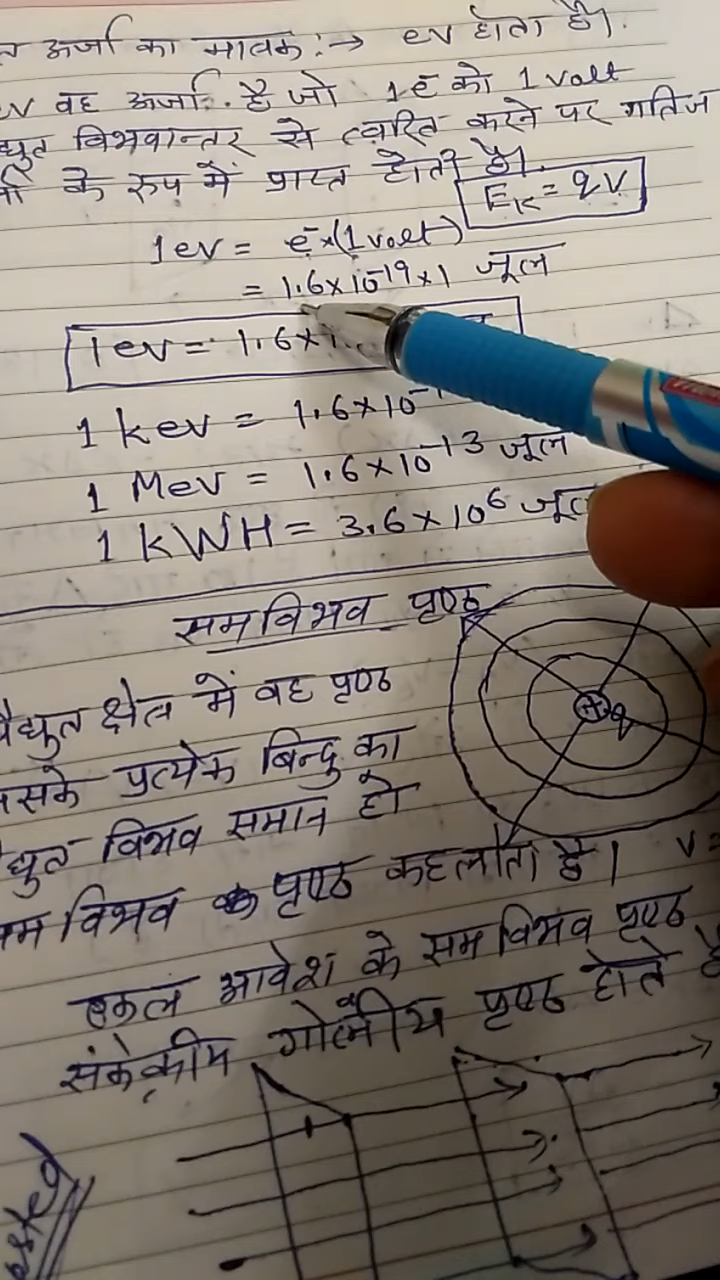 ऊर्जा का मात्रक :→ ev होता है।
वह ऊर्जा है जो 1e̅ को 1 volt
द्युत विभवान्तर से त्वरित करने पर गतिज
के रूप में प्राप्त होती है।
E_K = qV
1ev = e̅×(1volt)
= 1.6×10⁻¹⁹×1 जूल
1ev = 1.6×1
1 kev = 1.6×10⁻¹
1 Mev = 1.6×10⁻¹³ जूल
1 kWH = 3.6×10⁶ जूल
समविभव पृष्ठ
वैद्युत क्षेत्र में वह पृष्ठ
जिसके प्रत्येक बिन्दु का
द्युत विभव समान हो
सम विभव पृष्ठ कहलाता है।
+q
V=
एकल आवेश के सम विभव पृष्ठ
संकेन्द्रीय गोलीय पृष्ठ होते है